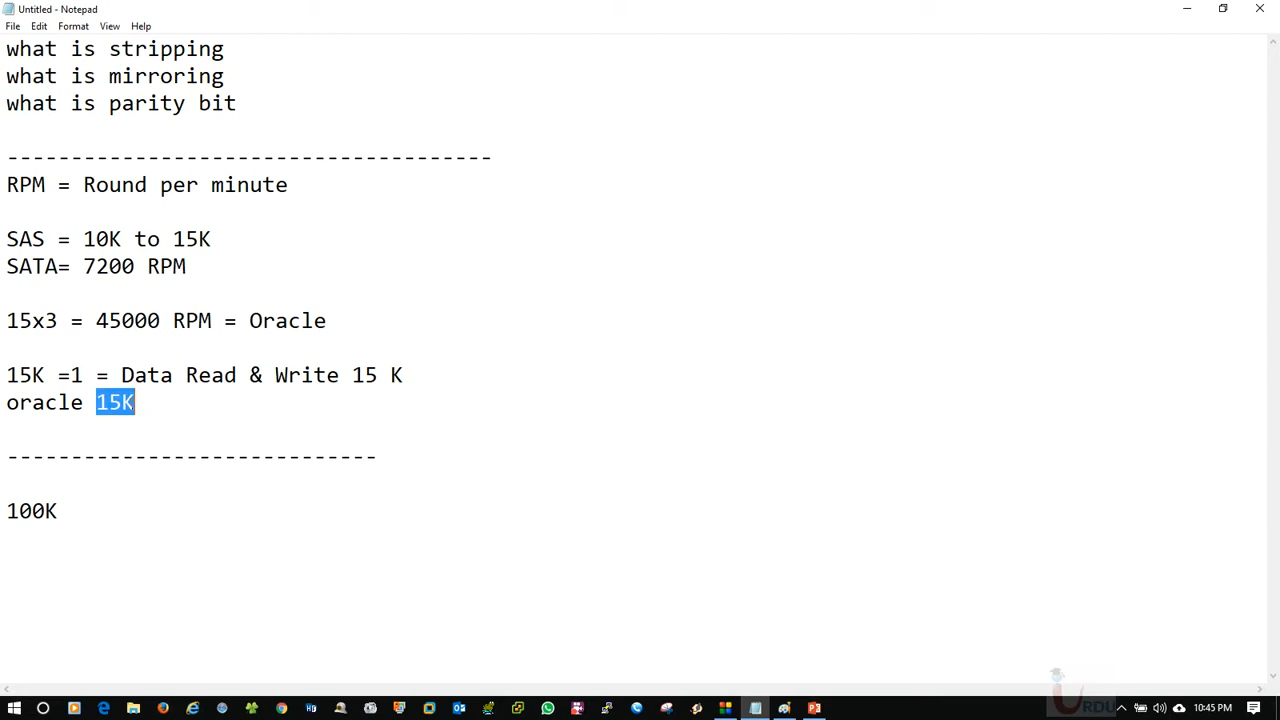 Untitled - Notepad
File Edit Format View Help
what is stripping
what is mirroring
what is parity bit
--------------------------------------
RPM = Round per minute
SAS = 10K to 15K
SATA= 7200 RPM
15x3 = 45000 RPM = Oracle
15K =1 = Data Read & Write 15 K
oracle 15K
-----------------------------
100K
URDU
10:45 PM